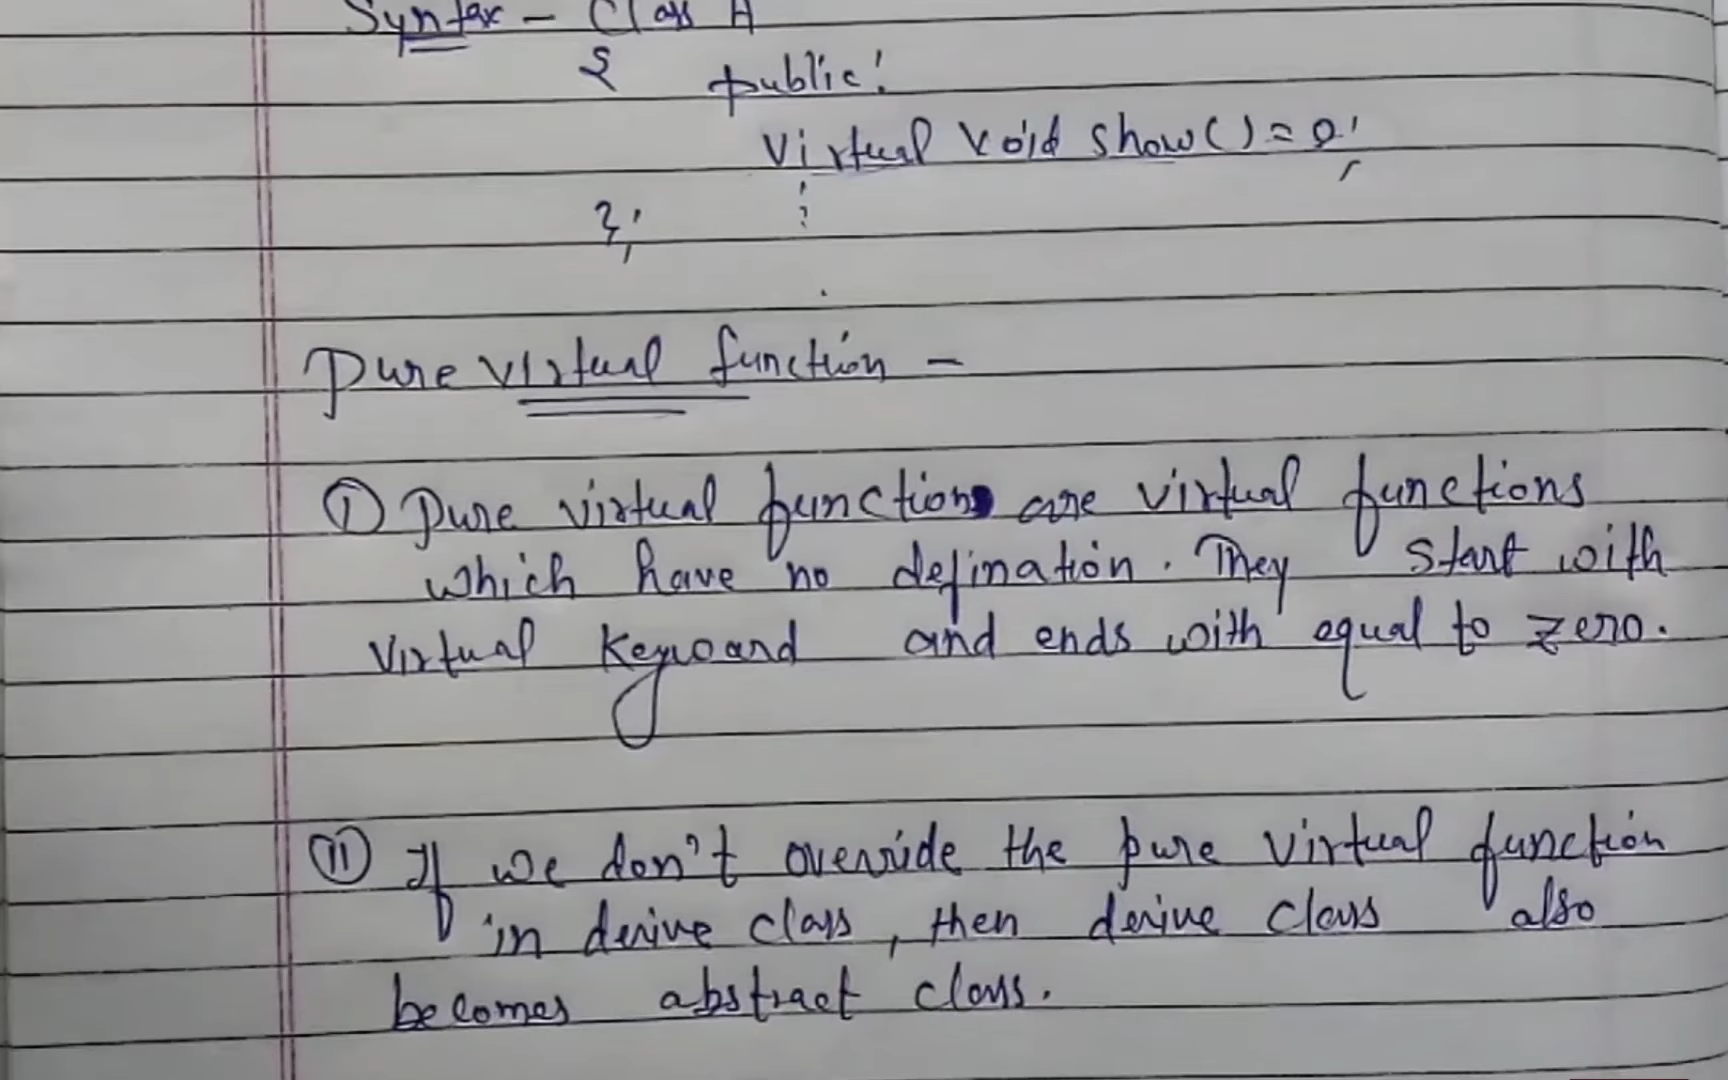 Syntax - Class A
{ public:
virtual void show() = 0;
⋮
};
Pure virtual function -
(I) Pure virtual functions are virtual functions
which have no defination. They start with
virtual keyword and ends with equal to zero.
(II) If we don't override the pure virtual function
in derive class, then derive class also
becomes abstract class.